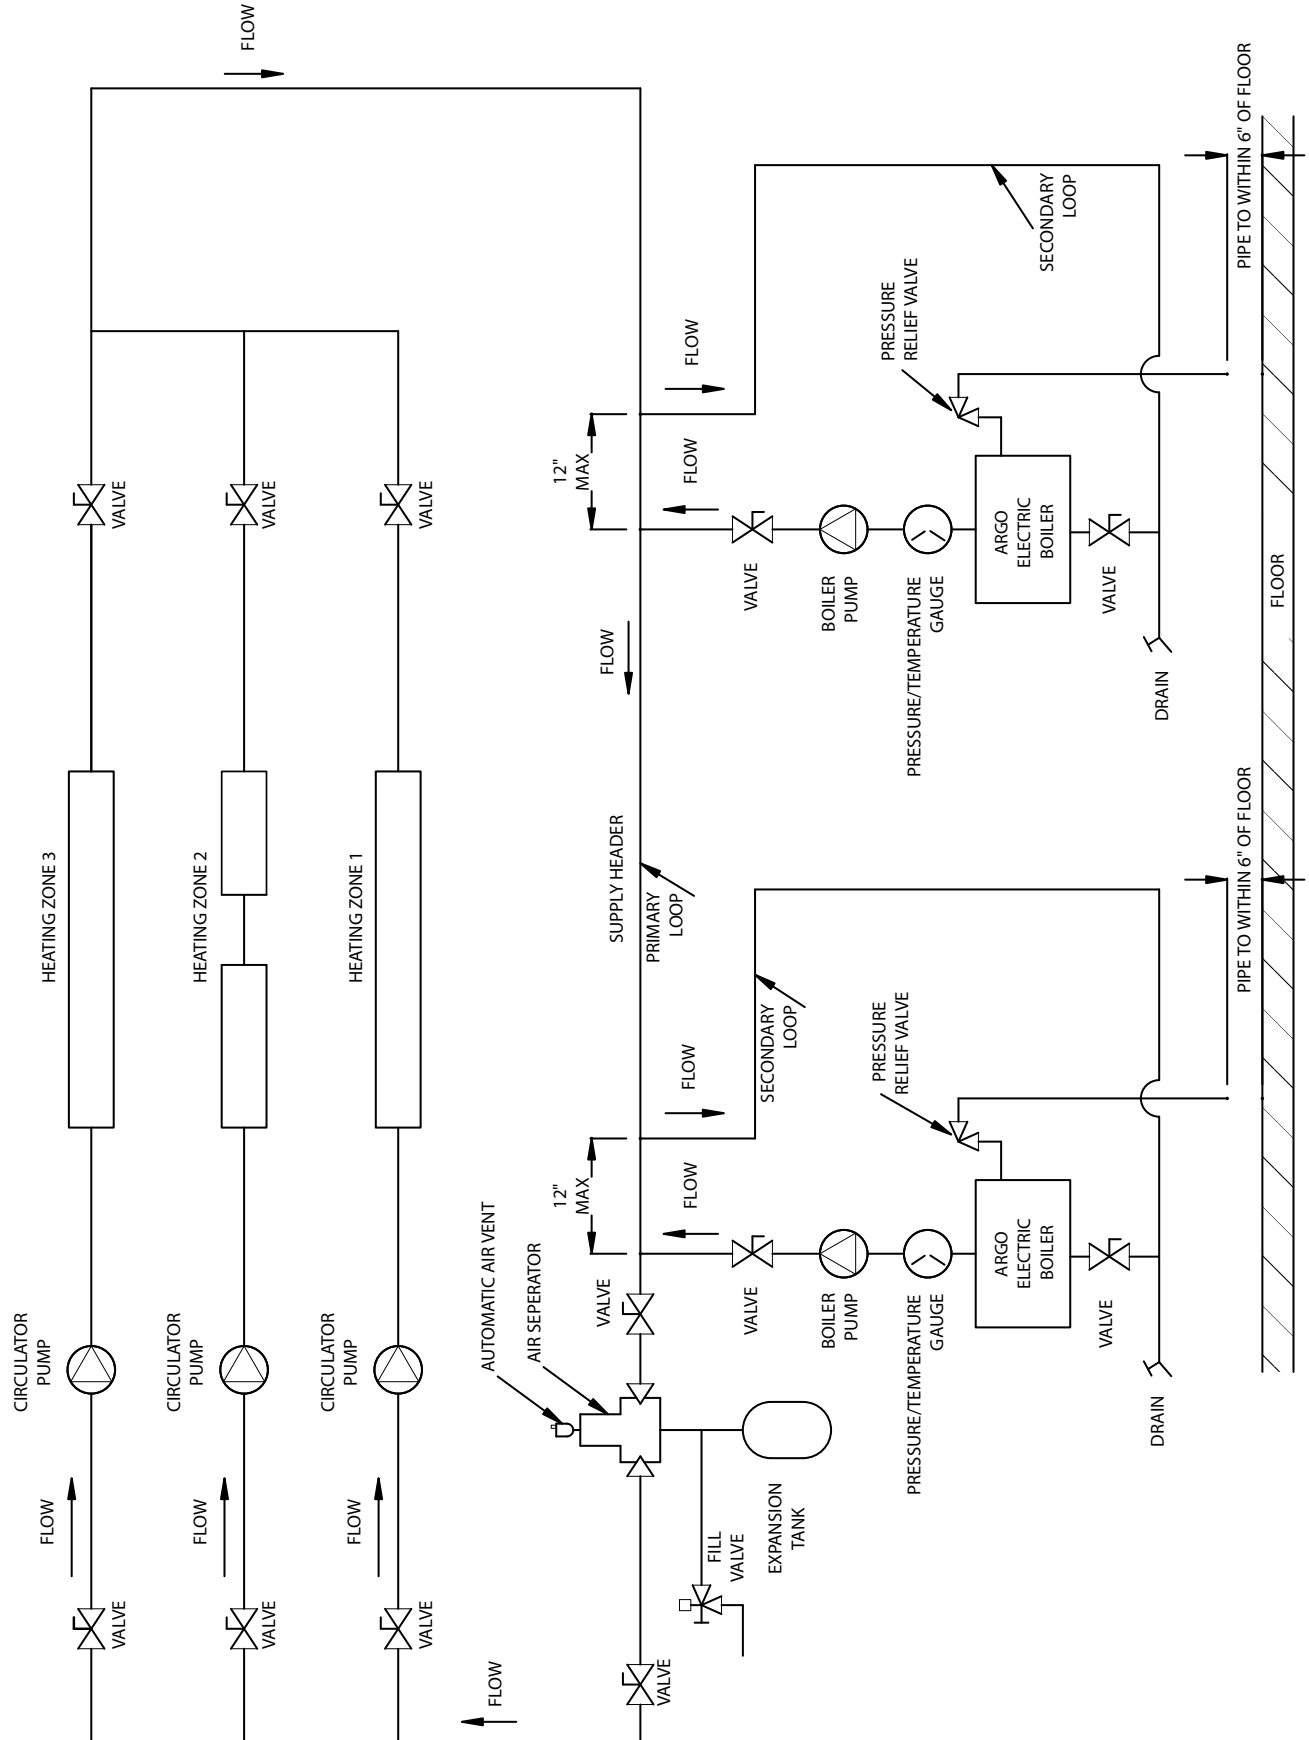 FLOW
HEATING ZONE 3
VALVE
CIRCULATOR
PUMP
FLOW
VALVE
HEATING ZONE 2
VALVE
CIRCULATOR
PUMP
FLOW
VALVE
HEATING ZONE 1
VALVE
CIRCULATOR
PUMP
FLOW
VALVE
FLOW
VALVE
FILL
VALVE
EXPANSION
TANK
AUTOMATIC AIR VENT
AIR SEPERATOR
VALVE
12"
MAX
FLOW
FLOW
SUPPLY HEADER
PRIMARY
LOOP
FLOW
12"
MAX
FLOW
FLOW
SECONDARY
LOOP
VALVE
BOILER
PUMP
PRESSURE/TEMPERATURE
GAUGE
PRESSURE
RELIEF VALVE
ARGO
ELECTRIC
BOILER
VALVE
DRAIN
PIPE TO WITHIN 6" OF FLOOR
SECONDARY
LOOP
VALVE
BOILER
PUMP
PRESSURE/TEMPERATURE
GAUGE
PRESSURE
RELIEF VALVE
ARGO
ELECTRIC
BOILER
VALVE
DRAIN
PIPE TO WITHIN 6" OF FLOOR
FLOOR